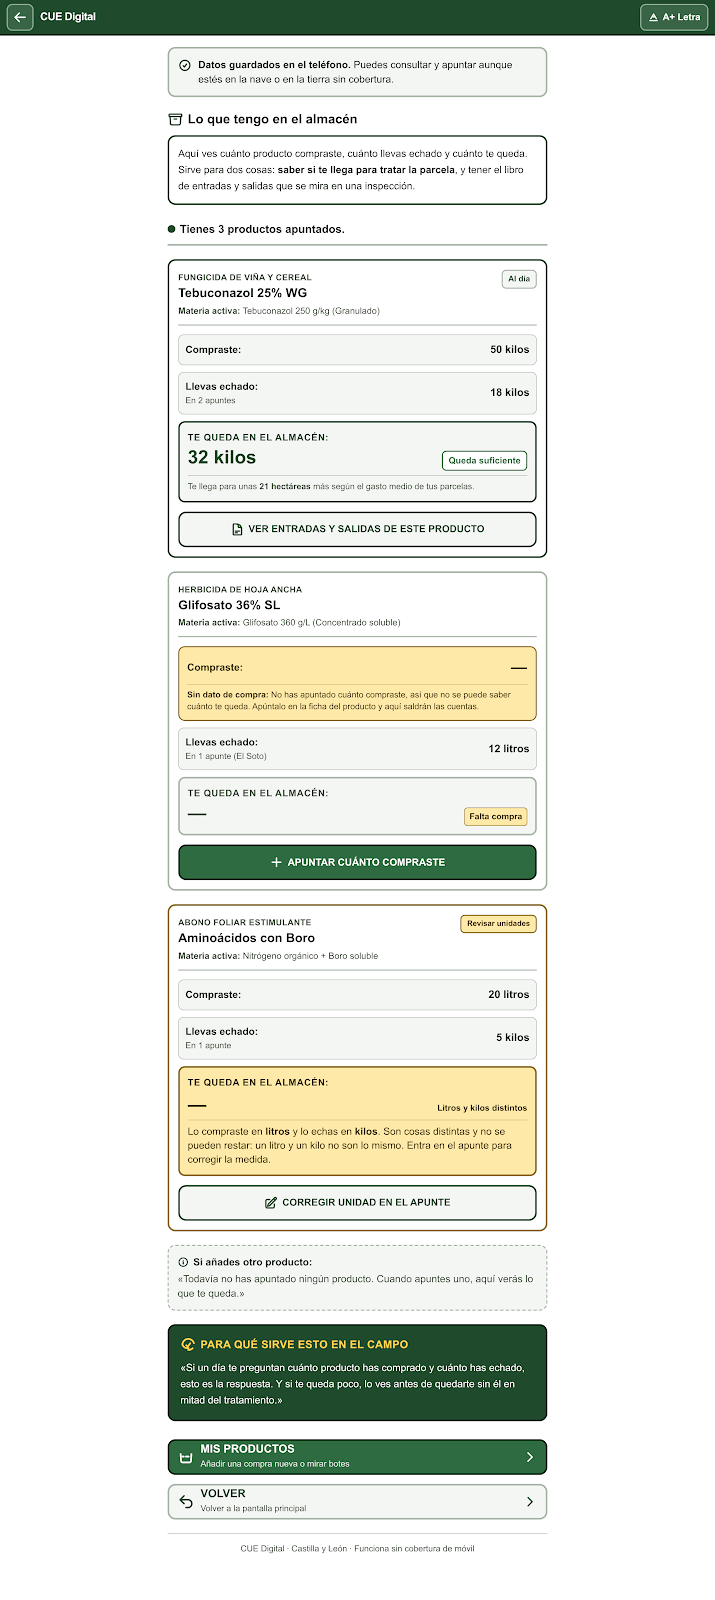 CUE Digital
A+ Letra
Datos guardados en el teléfono. Puedes consultar y apuntar aunque
estés en la nave o en la tierra sin cobertura.
Lo que tengo en el almacén
Aquí ves cuánto producto compraste, cuánto llevas echado y cuánto te queda.
Sirve para dos cosas: saber si te llega para tratar la parcela, y tener el libro
de entradas y salidas que se mira en una inspección.
Tienes 3 productos apuntados.
FUNGICIDA DE VIÑA Y CEREAL
Al día
Tebuconazol 25% WG
Materia activa: Tebuconazol 250 g/kg (Granulado)
Compraste:
50 kilos
Llevas echado:
En 2 apuntes
18 kilos
TE QUEDA EN EL ALMACÉN:
32 kilos
Queda suficiente
Te llega para unas 21 hectáreas más según el gasto medio de tus parcelas.
VER ENTRADAS Y SALIDAS DE ESTE PRODUCTO
HERBICIDA DE HOJA ANCHA
Glifosato 36% SL
Materia activa: Glifosato 360 g/L (Concentrado soluble)
Compraste:
—
Sin dato de compra: No has apuntado cuánto compraste, así que no se puede saber
cuánto te queda. Apúntalo en la ficha del producto y aquí saldrán las cuentas.
Llevas echado:
En 1 apunte (El Soto)
12 litros
TE QUEDA EN EL ALMACÉN:
—
Falta compra
APUNTAR CUÁNTO COMPRASTE
ABONO FOLIAR ESTIMULANTE
Revisar unidades
Aminoácidos con Boro
Materia activa: Nitrógeno orgánico + Boro soluble
Compraste:
20 litros
Llevas echado:
En 1 apunte
5 kilos
TE QUEDA EN EL ALMACÉN:
—
Litros y kilos distintos
Lo compraste en litros y lo echas en kilos. Son cosas distintas y no se
pueden restar: un litro y un kilo no son lo mismo. Entra en el apunte para
corregir la medida.
CORREGIR UNIDAD EN EL APUNTE
Si añades otro producto:
«Todavía no has apuntado ningún producto. Cuando apuntes uno, aquí verás lo
que te queda.»
PARA QUÉ SIRVE ESTO EN EL CAMPO
«Si un día te preguntan cuánto producto has comprado y cuánto has echado,
esto es la respuesta. Y si te queda poco, lo ves antes de quedarte sin él en
mitad del tratamiento.»
MIS PRODUCTOS
Añadir una compra nueva o mirar botes
VOLVER
Volver a la pantalla principal
CUE Digital · Castilla y León · Funciona sin cobertura de móvil